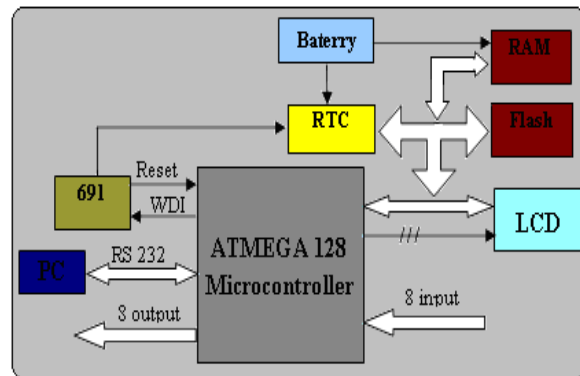 Baterry
RAM
RTC
Flash
Reset
691
WDI
LCD
ATMEGA 128
Microcontroller
PC
RS 232
8 output
8 input